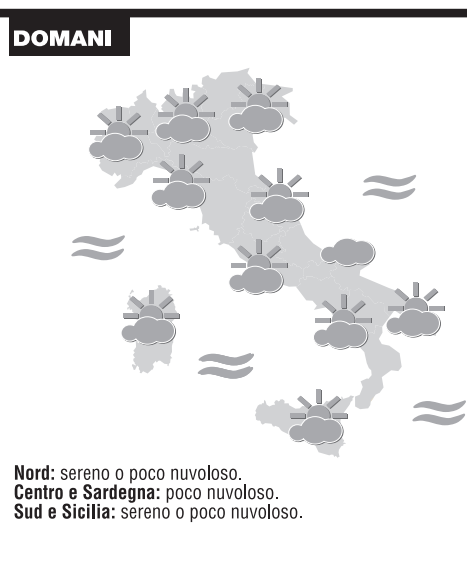 DOMANI
Nord: sereno o poco nuvoloso.
Centro e Sardegna: poco nuvoloso.
Sud e Sicilia: sereno o poco nuvoloso.